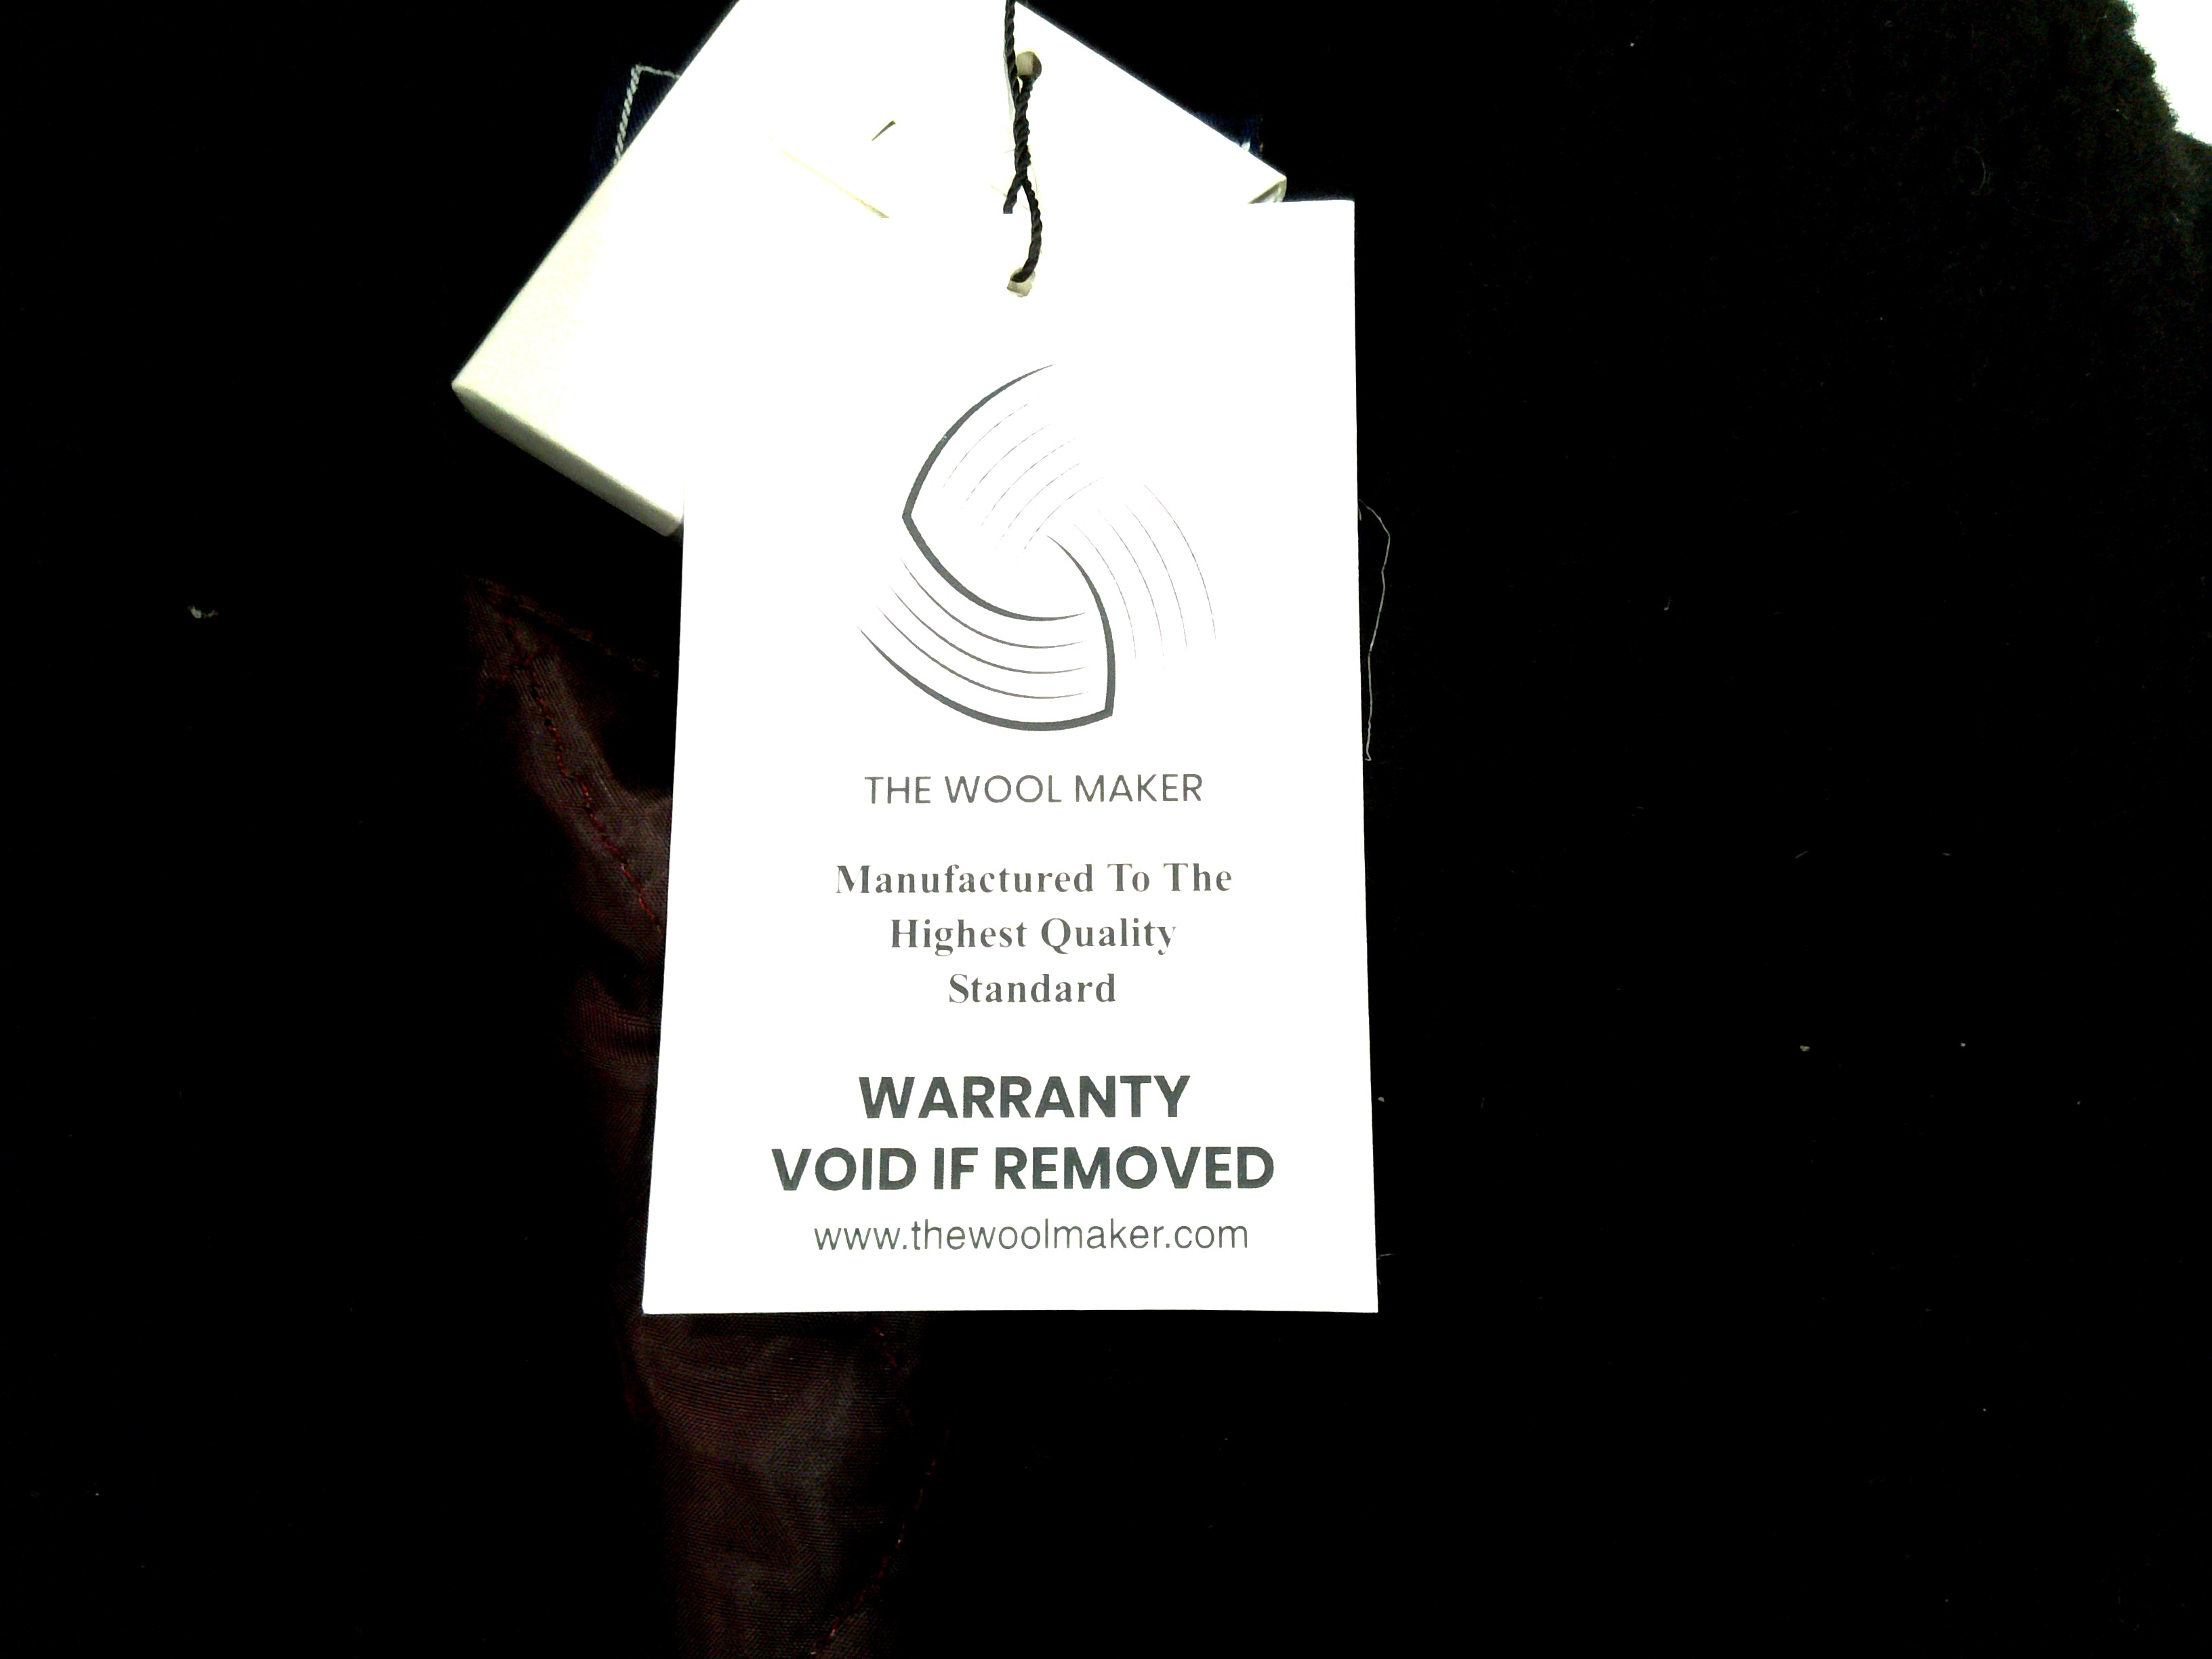 THE WOOL MAKER
Manufactured To The
Highest Quality
Standard
WARRANTY
VOID IF REMOVED
www.thewoolmaker.com